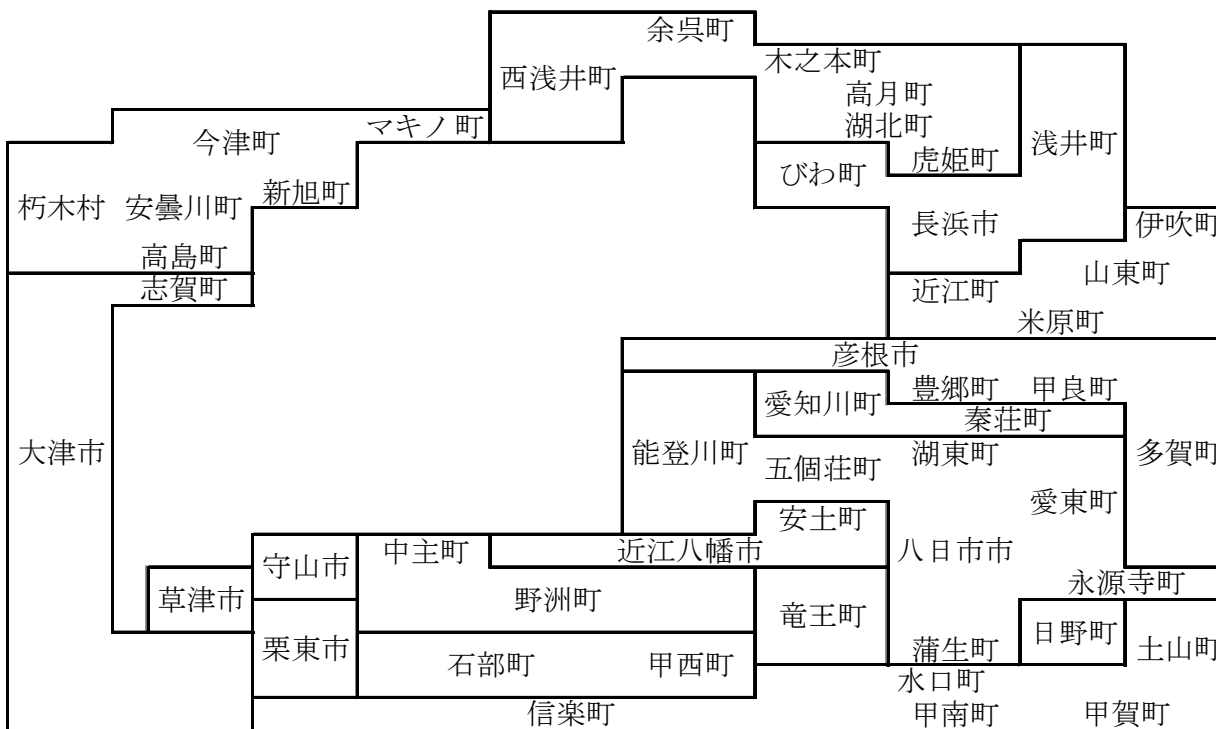 余呉町
木之本町
西浅井町
高月町
マキノ町
湖北町
今津町
浅井町
虎姫町
びわ町
新旭町
朽木村
安曇川町
長浜市
伊吹町
高島町
山東町
志賀町
近江町
米原町
彦根市
豊郷町
甲良町
愛知川町
秦荘町
大津市
能登川町
湖東町
多賀町
五個荘町
愛東町
安土町
中主町
近江八幡市
八日市市
守山市
永源寺町
草津市
野洲町
竜王町
日野町
土山町
栗東市
石部町
甲西町
蒲生町
水口町
信楽町
甲南町
甲賀町